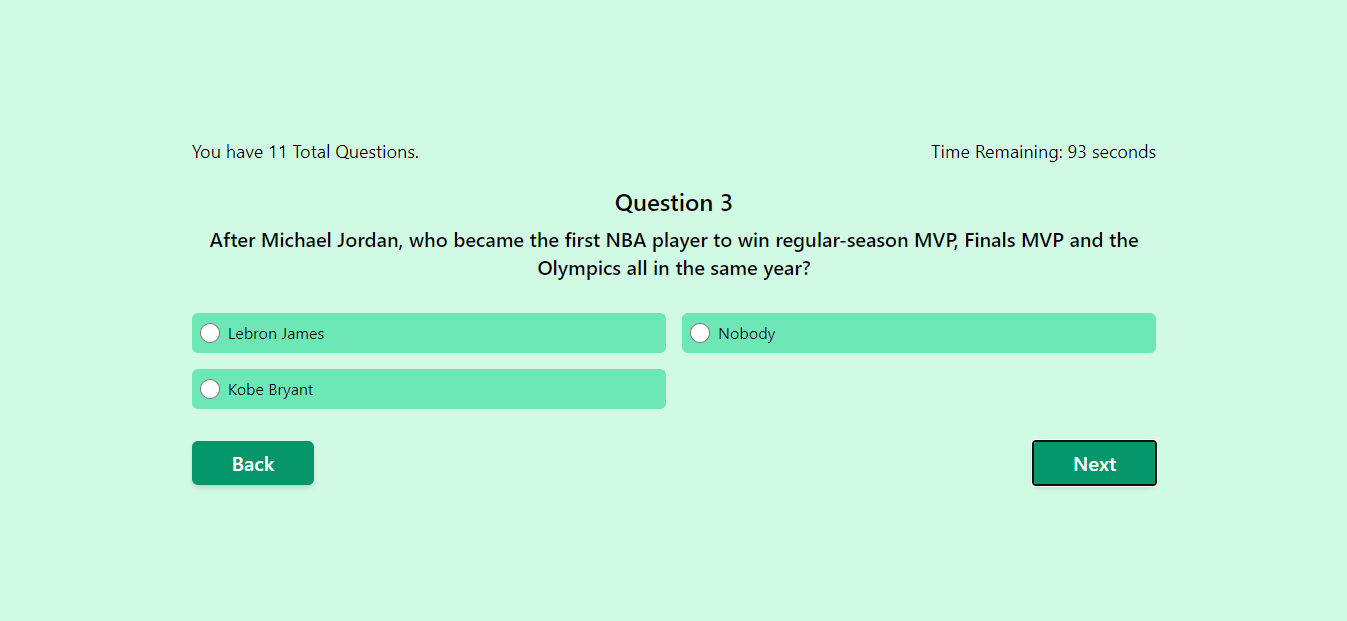 You have 11 Total Questions.
Time Remaining: 93 seconds
Question 3
After Michael Jordan, who became the first NBA player to win regular-season MVP, Finals MVP and the
Olympics all in the same year?
Lebron James
Nobody
Kobe Bryant
Back
Next